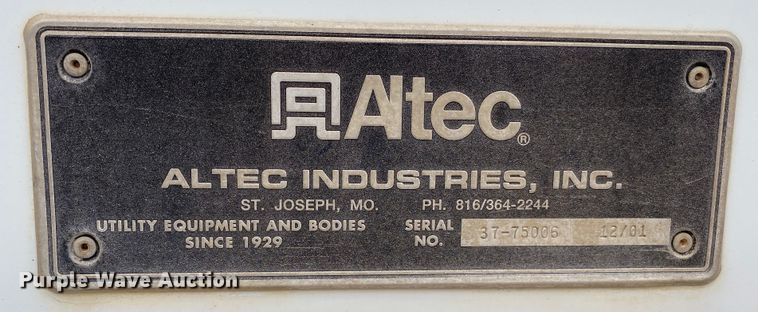 Altec®
ALTEC INDUSTRIES, INC.
ST. JOSEPH, MO. PH. 816/364-2244
UTILITY EQUIPMENT AND BODIES
SINCE 1929
SERIAL
NO. 37-75006 12/01
Purple Wave Auction